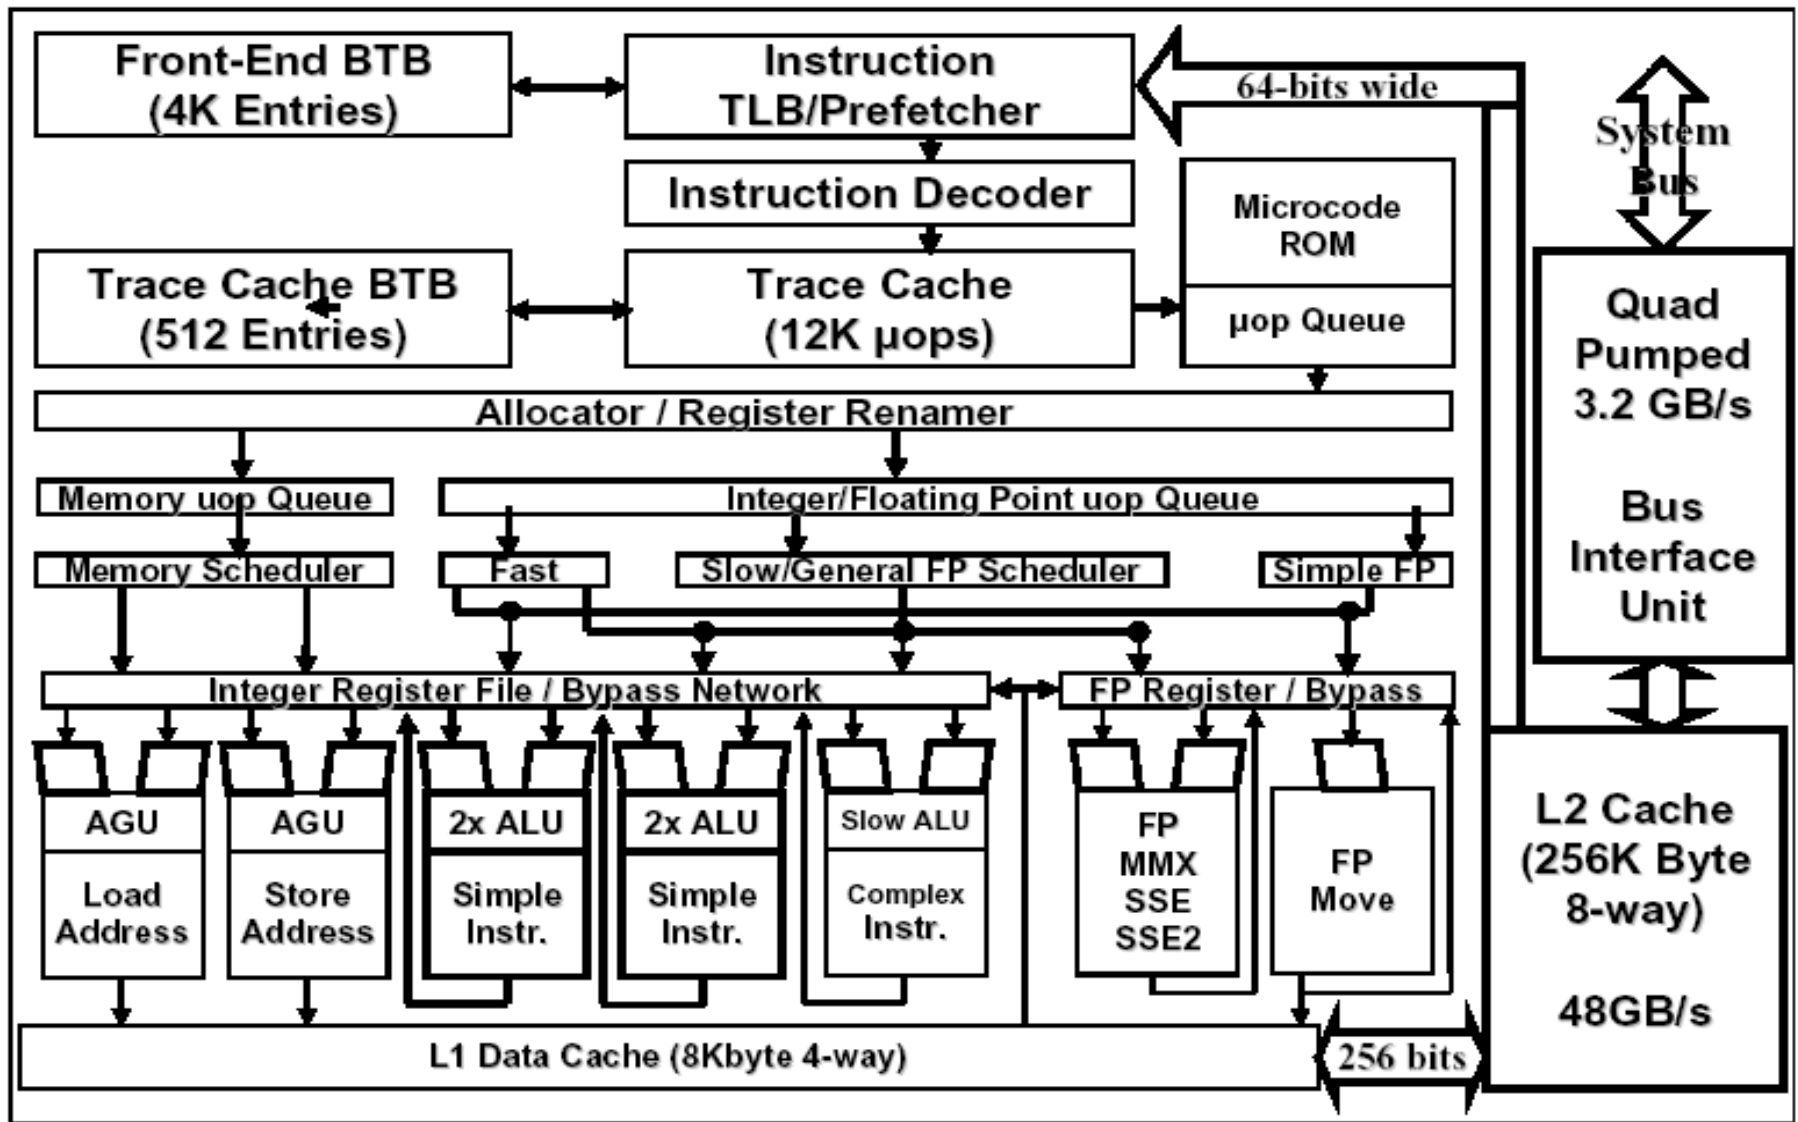 Front-End BTB
(4K Entries)
Instruction
TLB/Prefetcher
64-bits wide
System
Bus
Instruction Decoder
Microcode
ROM
µop Queue
Trace Cache BTB
(512 Entries)
Trace Cache
(12K µops)
Quad
Pumped
3.2 GB/s
Bus
Interface
Unit
Allocator / Register Renamer
Memory uop Queue
Integer/Floating Point uop Queue
Memory Scheduler
Fast
Slow/General FP Scheduler
Simple FP
Integer Register File / Bypass Network
FP Register / Bypass
AGU
Load
Address
AGU
Store
Address
2x ALU
Simple
Instr.
2x ALU
Simple
Instr.
Slow ALU
Complex
Instr.
FP
MMX
SSE
SSE2
FP
Move
L2 Cache
(256K Byte
8-way)
48GB/s
L1 Data Cache (8Kbyte 4-way)
256 bits